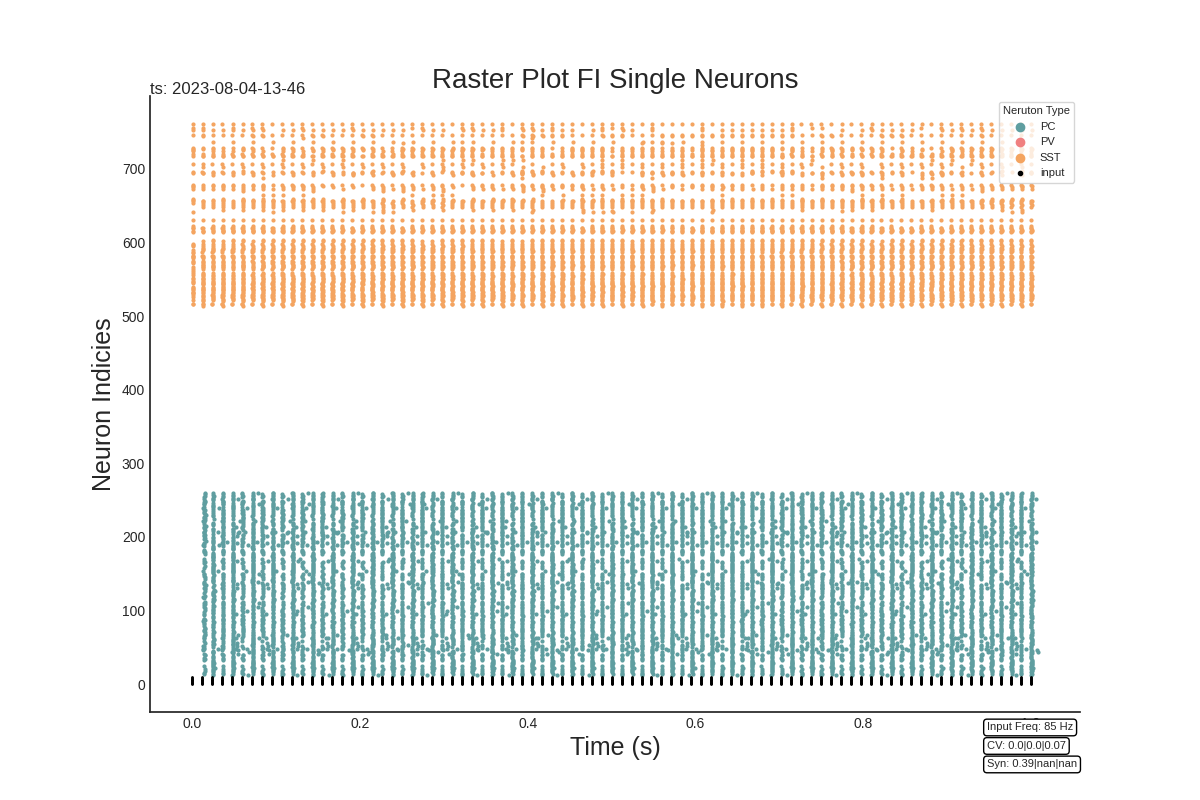 Raster Plot FI Single Neurons
ts: 2023-08-04-13-46
Neruton Type
PC
PV
SST
input
Neuron Indicies
700
600
500
400
300
200
100
0
0.0 0.2 0.4 0.6 0.8
Time (s)
Input Freq: 85 Hz
CV: 0.0|0.0|0.07
Syn: 0.39|nan|nan